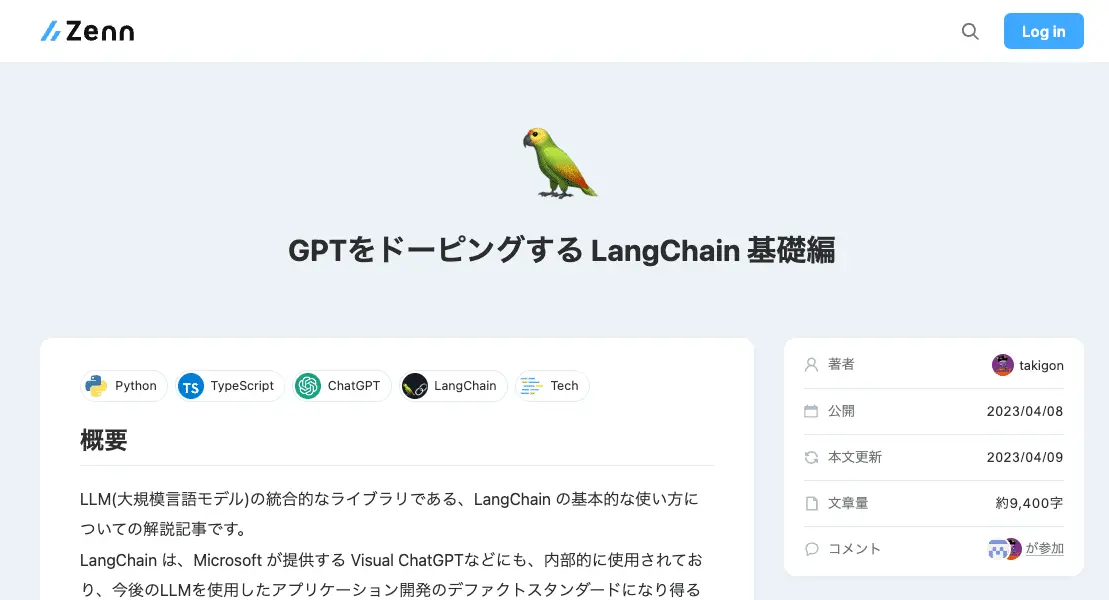 Zenn
Log in
GPTをドーピングする LangChain 基礎編
Python
TypeScript
ChatGPT
LangChain
Tech
概要
LLM(大規模言語モデル)の統合的なライブラリである、LangChain の基本的な使い方に
ついての解説記事です。
LangChain は、Microsoft が提供する Visual ChatGPTなどにも、内部的に使用されてお
り、今後のLLMを使用したアプリケーション開発のデファクトスタンダードになり得る
著者
takigon
公開
2023/04/08
本文更新
2023/04/09
文章量
約9,400字
コメント
が参加